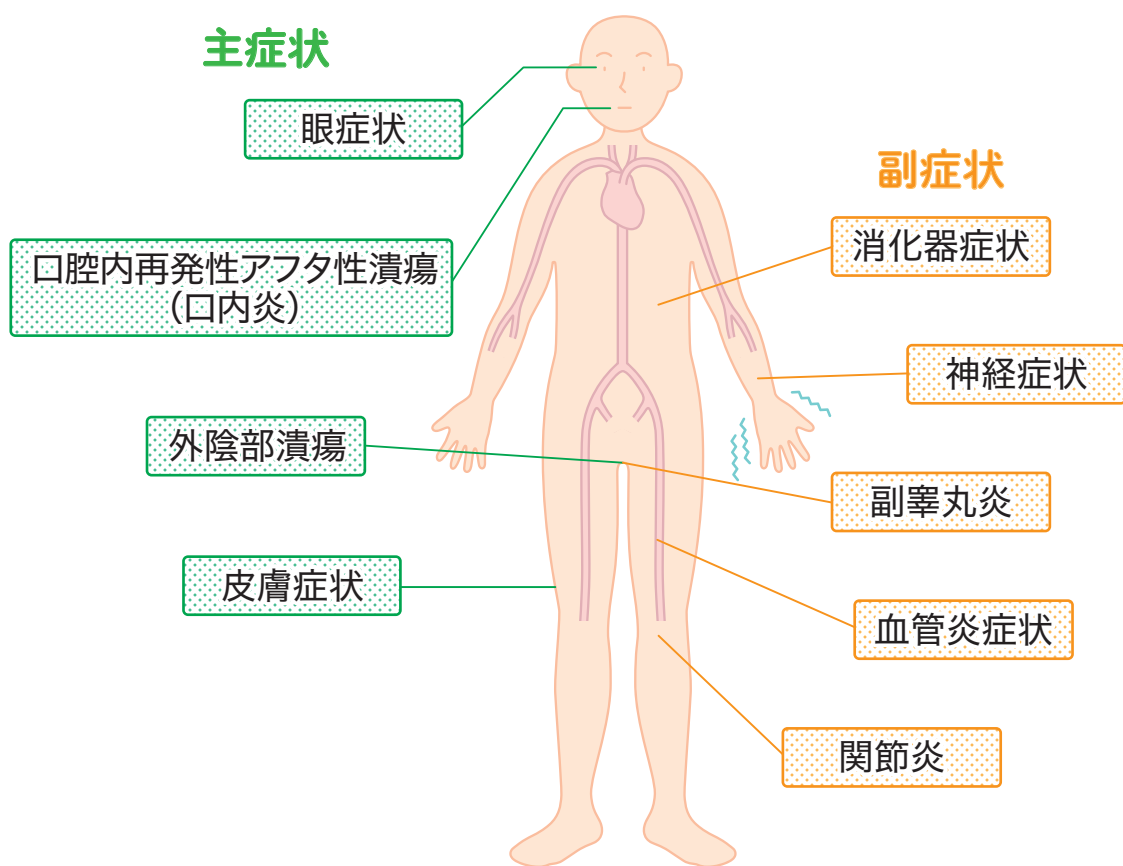 主症状
眼症状
口腔内再発性アフタ性潰瘍
(口内炎)
外陰部潰瘍
皮膚症状
副症状
消化器症状
神経症状
副睾丸炎
血管炎症状
関節炎